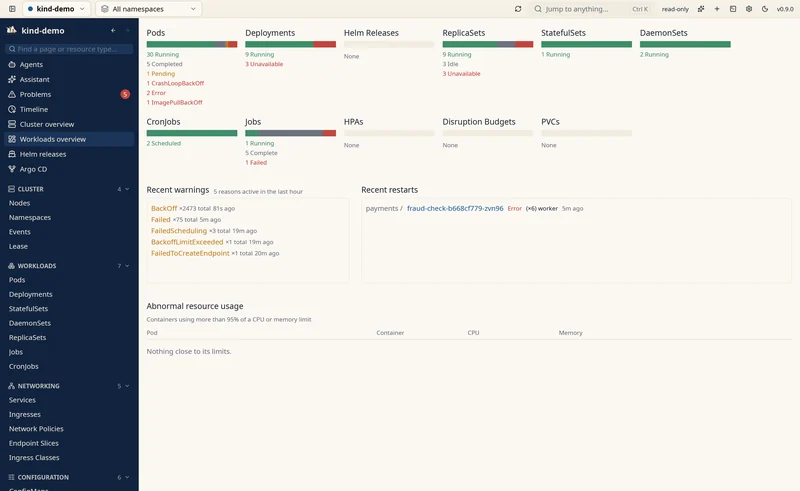 kind-demo
All namespaces
Jump to anything...
Ctrl K
read-only
v0.9.0
kind-demo
Find a page or resource type...
Agents
Assistant
Problems 5
Timeline
Cluster overview
Workloads overview
Helm releases
Argo CD
CLUSTER 4
Nodes
Namespaces
Events
Lease
WORKLOADS 7
Pods
Deployments
StatefulSets
DaemonSets
ReplicaSets
Jobs
CronJobs
NETWORKING 5
Services
Ingresses
Network Policies
Endpoint Slices
Ingress Classes
CONFIGURATION 6
ConfigMaps
Pods
30 Running
5 Completed
1 Pending
1 CrashLoopBackOff
2 Error
1 ImagePullBackOff
Deployments
9 Running
3 Unavailable
Helm Releases
None
ReplicaSets
9 Running
3 Idle
3 Unavailable
StatefulSets
1 Running
DaemonSets
2 Running
CronJobs
2 Scheduled
Jobs
1 Running
5 Complete
1 Failed
HPAs
None
Disruption Budgets
None
PVCs
None
Recent warnings 5 reasons active in the last hour
BackOff ×2473 total 81s ago
Failed ×75 total 5m ago
FailedScheduling ×3 total 19m ago
BackoffLimitExceeded ×1 total 19m ago
FailedToCreateEndpoint ×1 total 20m ago
Recent restarts
payments / fraud-check-b668cf779-zvn96 Error (×6) worker 5m ago
Abnormal resource usage
Containers using more than 95% of a CPU or memory limit
Pod Container CPU Memory
Nothing close to its limits.